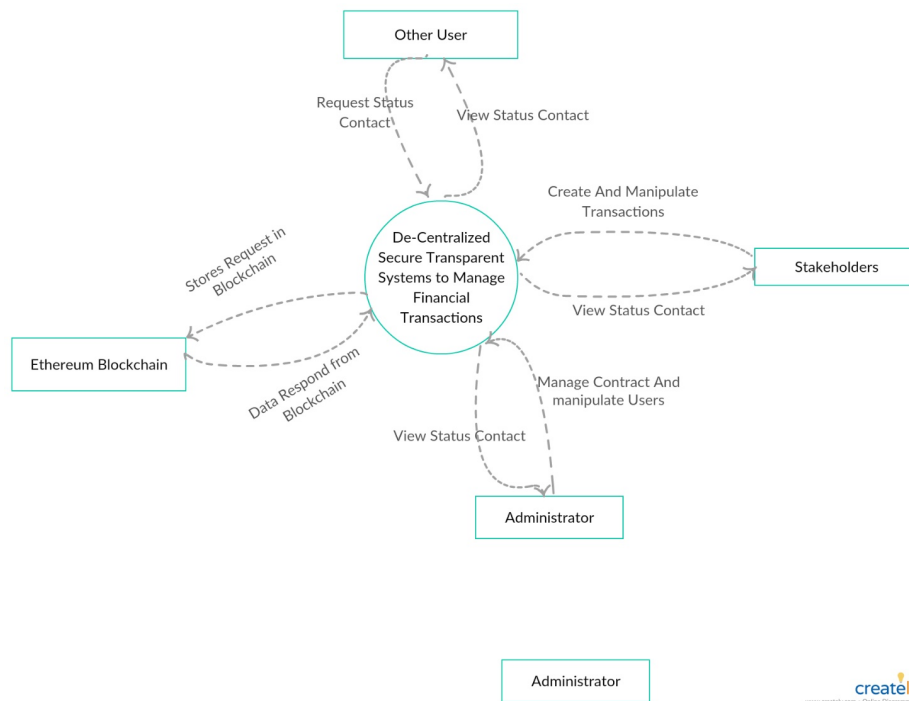 Other User
Request Status
Contact
View Status Contact
Create And Manipulate
Transactions
De-Centralized
Secure Transparent
Systems to Manage
Financial
Transactions
Stores Request in
Blockchain
Stakeholders
View Status Contact
Ethereum Blockchain
Data Respond from
Blockchain
Manage Contract And
manipulate Users
View Status Contact
Administrator
Administrator
create